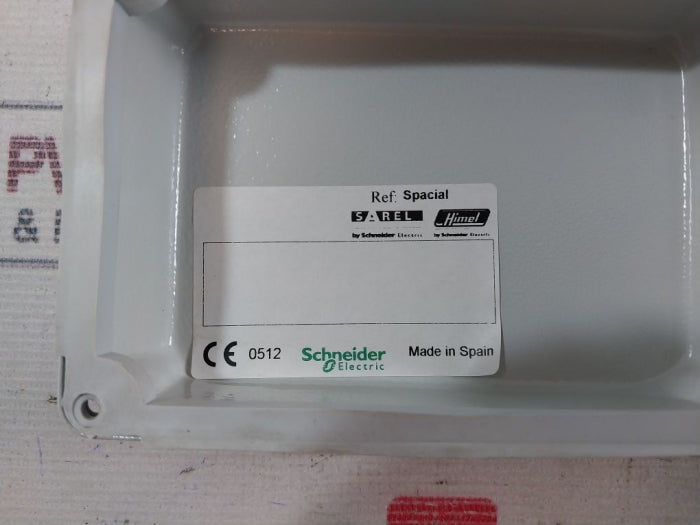 Ref: Spacial
SAREL Himel
by Schneider Electric by Schneider Electric
CE 0512 Schneider Electric Made in Spain
&